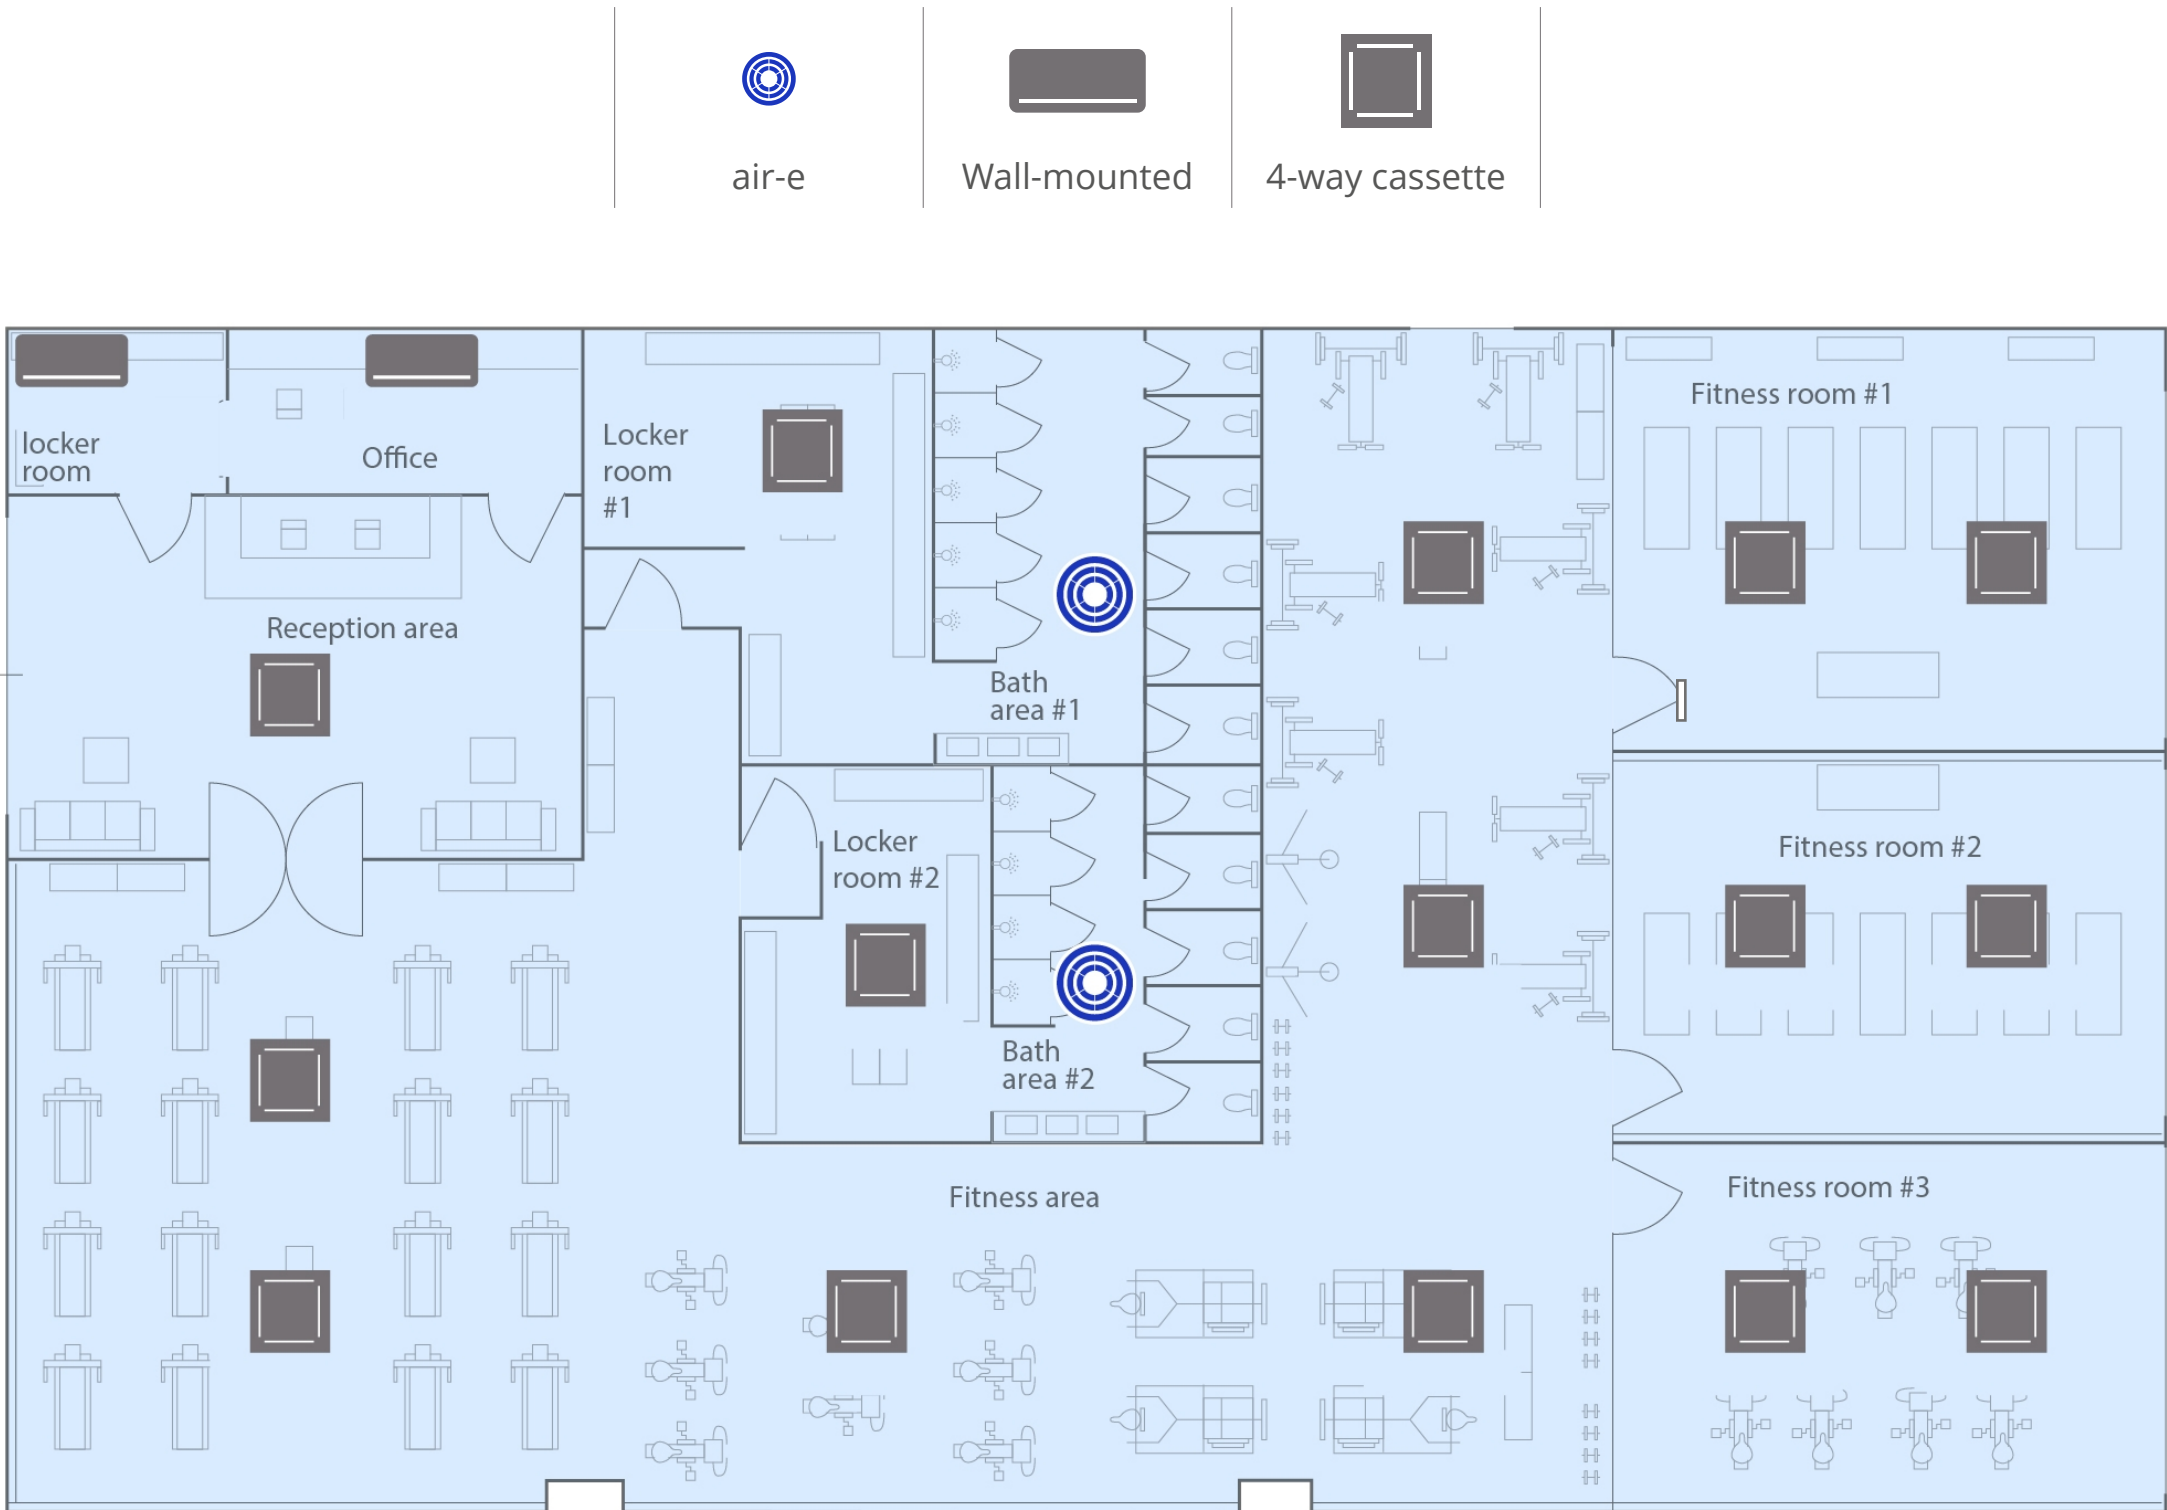 air-e
Wall-mounted
4-way cassette
locker
room
Office
Locker
room
#1
Fitness room #1
Reception area
Bath
area #1
Locker
room #2
Fitness room #2
Bath
area #2
Fitness area
Fitness room #3